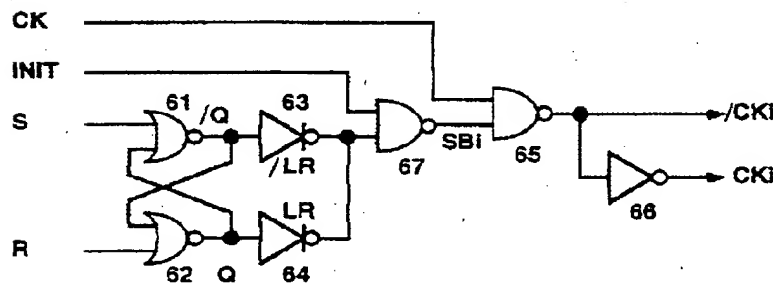 CK
INIT
61 /Q 63
S
/CKi
/LR
SBi
67
65
CKi
LR
66
R
62 Q 64